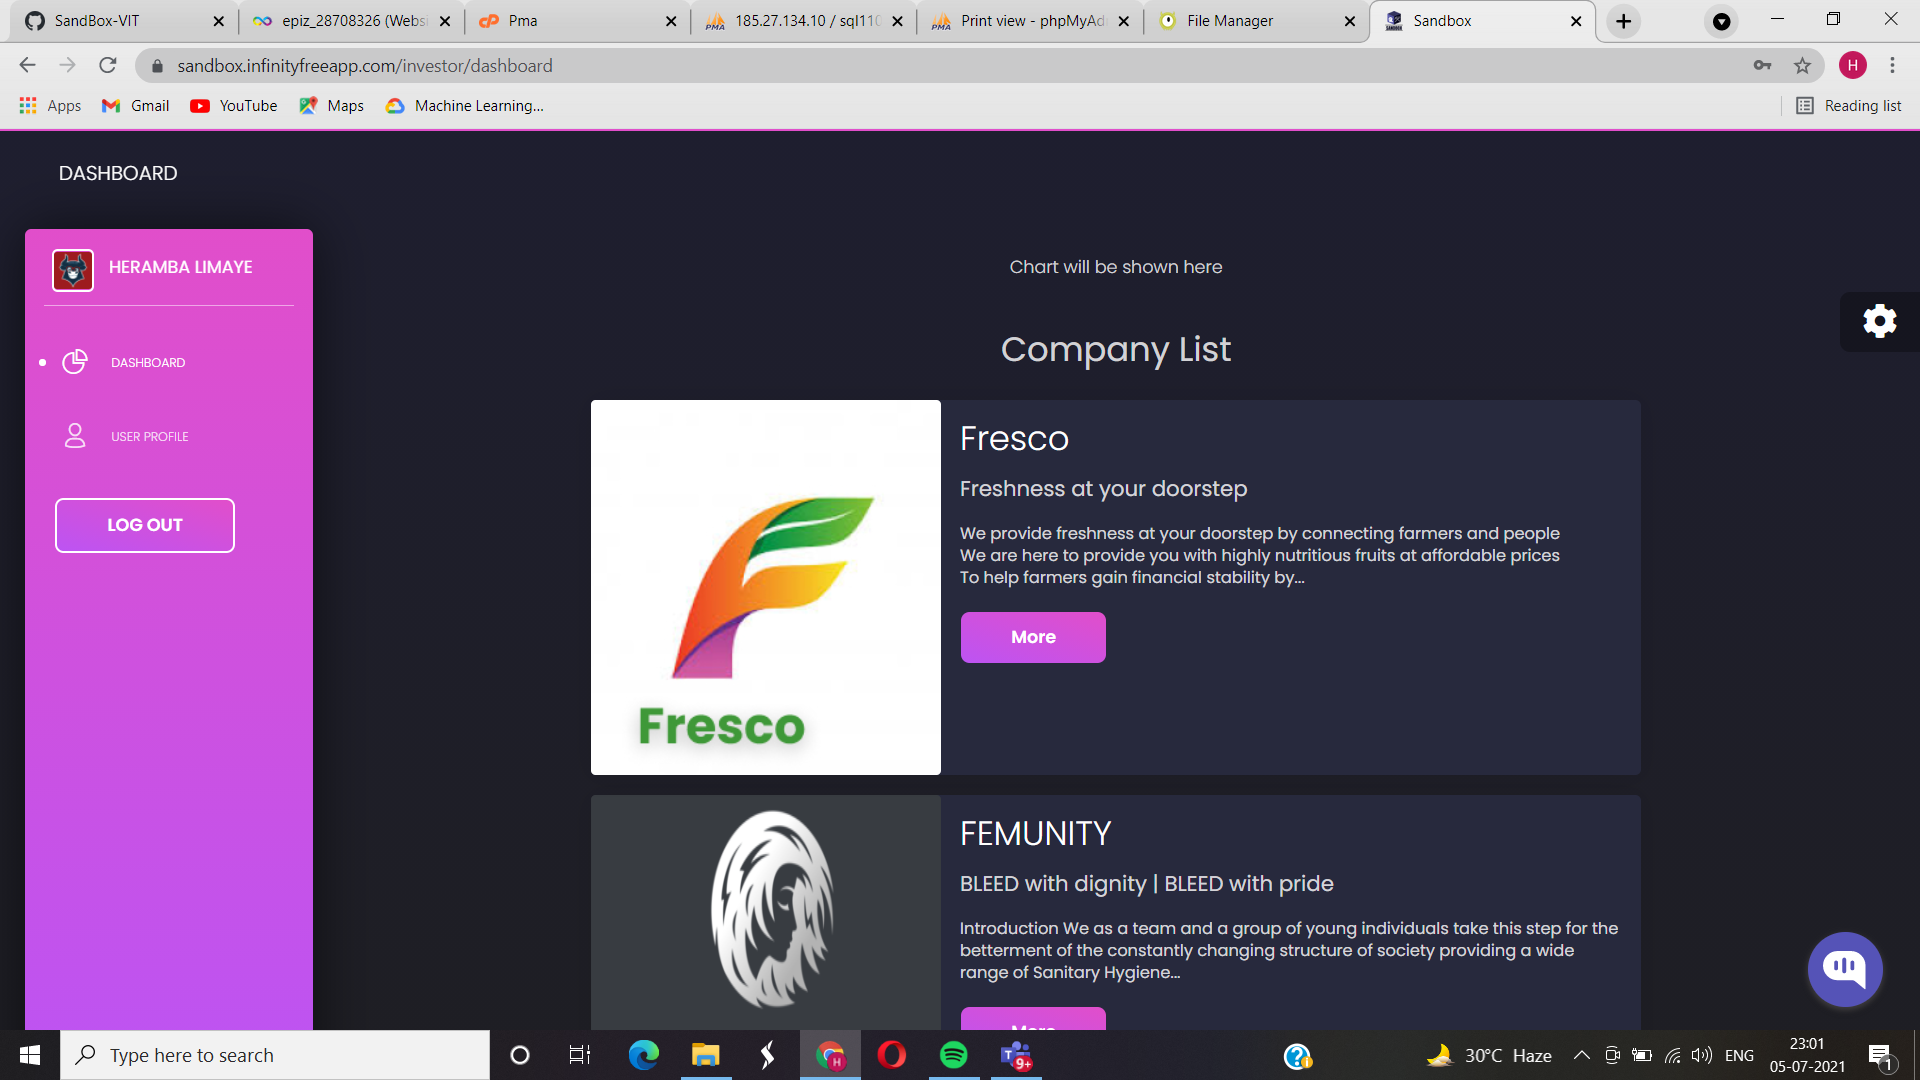 SandBox-VIT
epiz_28708326 (Websi
Pma
185.27.134.10 / sql110
Print view - phpMyAd
File Manager
Sandbox
sandbox.infinityfreeapp.com/investor/dashboard
H
Apps
Gmail
YouTube
Maps
Machine Learning...
Reading list
DASHBOARD
HERAMBA LIMAYE
DASHBOARD
USER PROFILE
LOG OUT
Chart will be shown here
Company List
Fresco
Fresco
Freshness at your doorstep
We provide freshness at your doorstep by connecting farmers and people
We are here to provide you with highly nutritious fruits at affordable prices
To help farmers gain financial stability by...
More
FEMUNITY
BLEED with dignity | BLEED with pride
Introduction We as a team and a group of young individuals take this step for the
betterment of the constantly changing structure of society providing a wide
range of Sanitary Hygiene...
More
Type here to search
H
9+
30°C Haze
ENG
23:01
05-07-2021
1